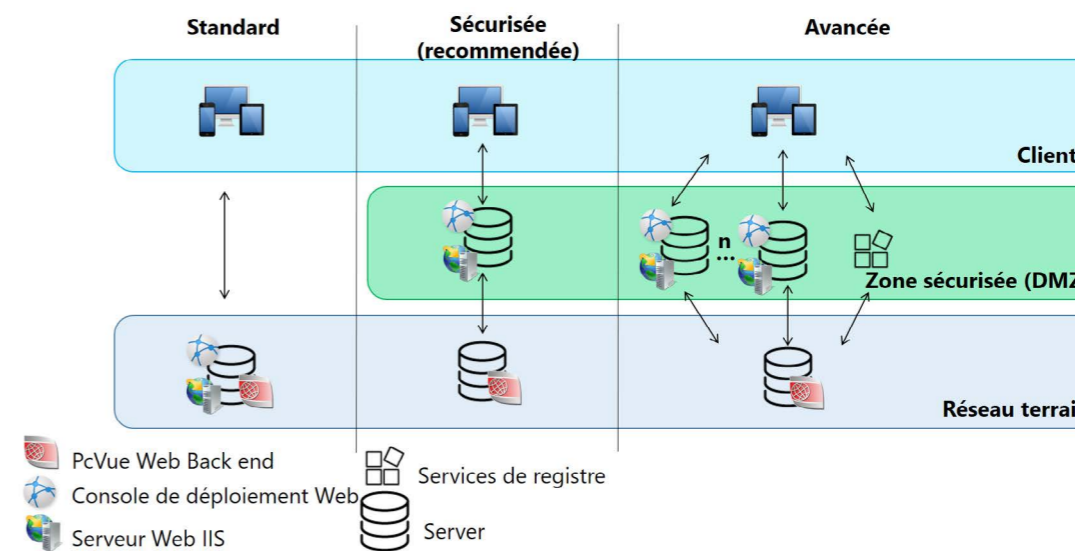 Standard
Sécurisée
(recommendée)
Avancée
Client
n
...
Zone sécurisée (DMZ
Réseau terrai
PcVue Web Back end
Console de déploiement Web
Serveur Web IIS
Services de registre
Server